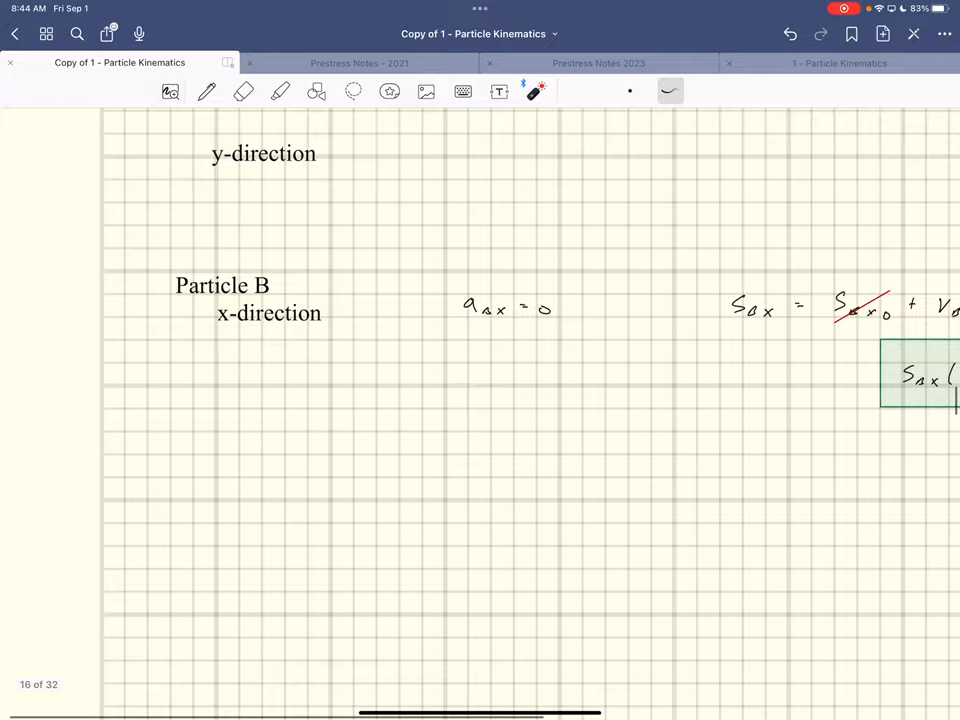 8:44 AM Fri Sep 1
83%
Copy of 1 - Particle Kinematics
Copy of 1 - Particle Kinematics
Prestress Notes - 2021
Prestress Notes 2023
1 - Particle Kinematics
y-direction
Particle B
x-direction
a_Bx = 0
S_Bx = S_Bx0 + V_B
S_Bx (
16 of 32